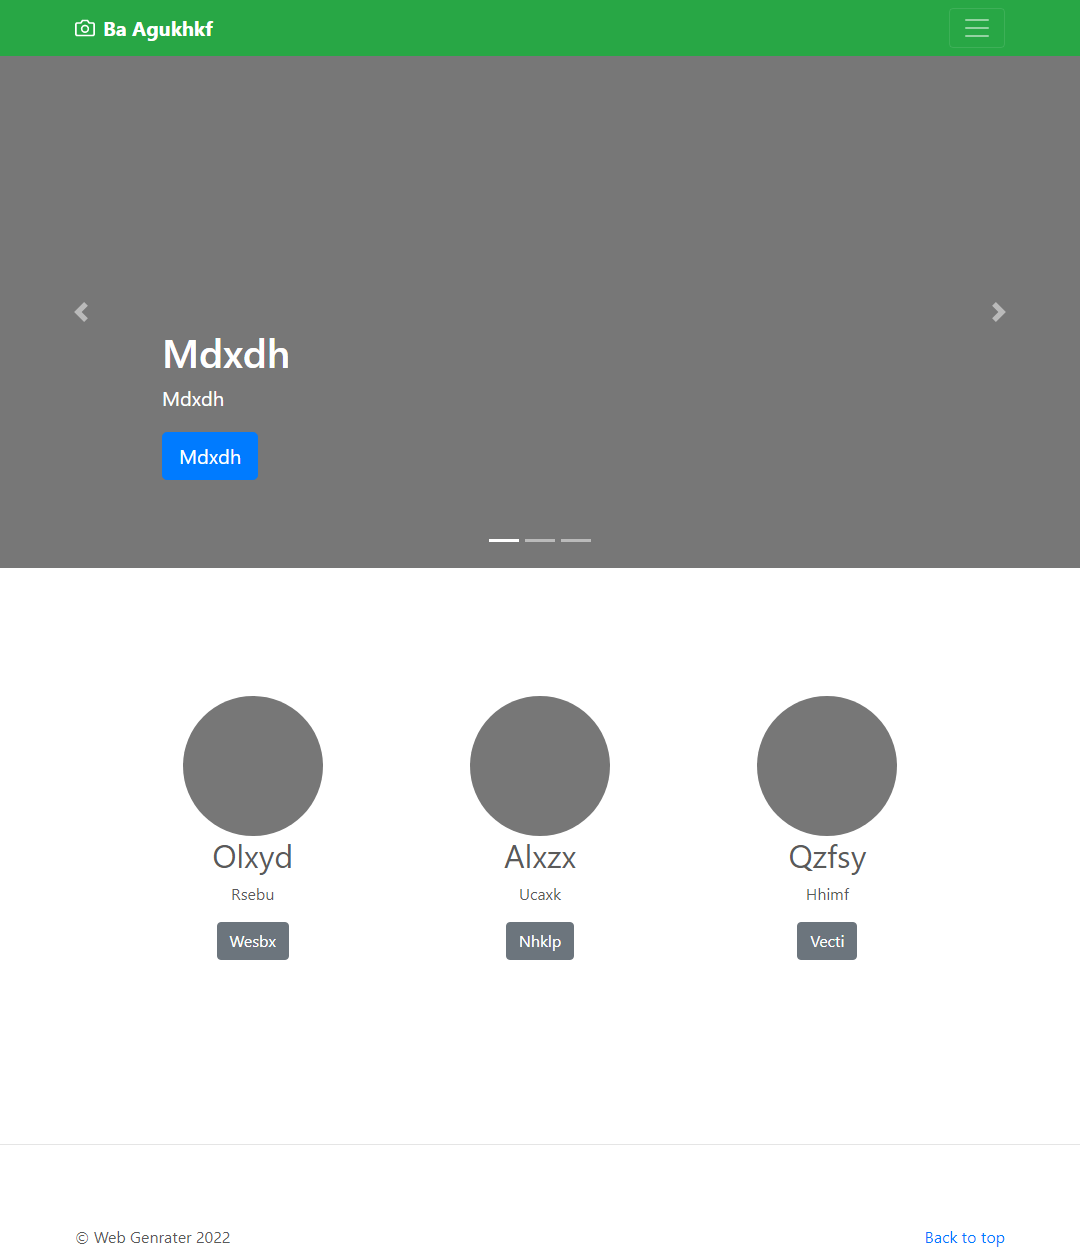 Ba Agukhkf
Mdxdh
Mdxdh
Mdxdh
Olxyd
Rsebu
Wesbx
Alxzx
Ucaxk
Nhklp
Qzfsy
Hhimf
Vecti
© Web Genrater 2022
Back to top